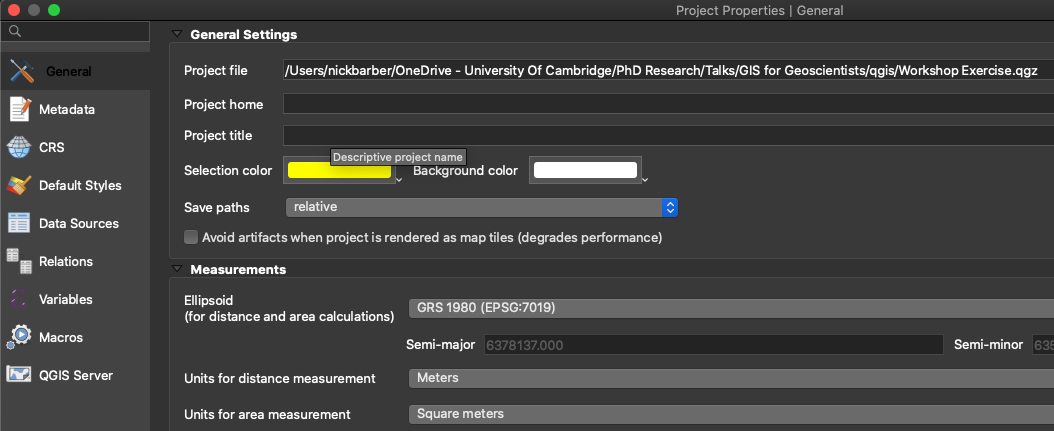 Project Properties | General
General
Metadata
CRS
Default Styles
Data Sources
Relations
Variables
Macros
QGIS Server
General Settings
Project file
/Users/nickbarber/OneDrive - University Of Cambridge/PhD Research/Talks/GIS for Geoscientists/qgis/Workshop Exercise.qgz
Project home
Project title
Descriptive project name
Selection color
Background color
Save paths
relative
Avoid artifacts when project is rendered as map tiles (degrades performance)
Measurements
Ellipsoid
(for distance and area calculations)
GRS 1980 (EPSG:7019)
Semi-major
6378137.000
Semi-minor
Units for distance measurement
Meters
Units for area measurement
Square meters